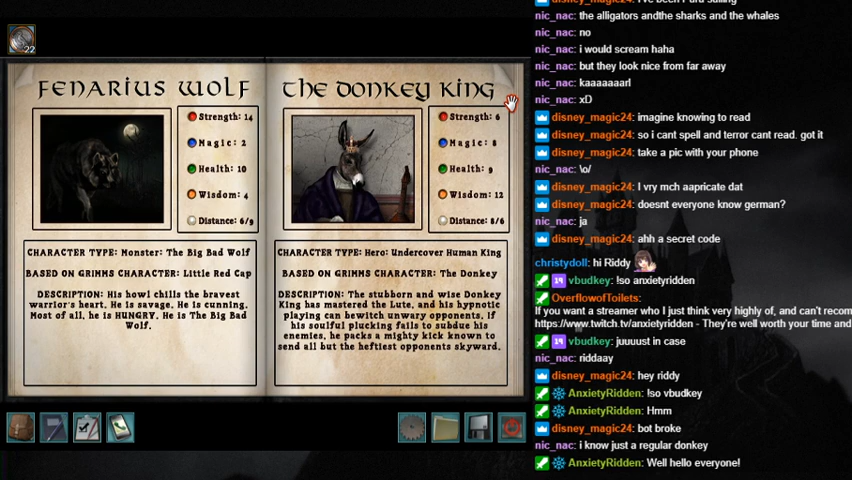 22
FENARIUS WOLF
Strength: 14
Magic: 2
Health: 10
Wisdom: 4
Distance: 6/9
CHARACTER TYPE: Monster: The Big Bad Wolf
BASED ON GRIMMS CHARACTER: Little Red Cap
DESCRIPTION: His howl chills the bravest
warrior's heart. He is savage. He is cunning.
Most of all, he is HUNGRY. He is The Big Bad
Wolf.
THE DONKEY KING
Strength: 6
Magic: 8
Health: 9
Wisdom: 12
Distance: 8/6
CHARACTER TYPE: Hero: Undercover Human King
BASED ON GRIMMS CHARACTER: The Donkey
DESCRIPTION: The stubborn and wise Donkey
King has mastered the Lute, and his hypnotic
playing can bewitch unwary opponents. If
his soulful plucking fails to subdue his
enemies, he packs a mighty kick known to
send all but the heftiest opponents skyward.
nic_nac: the alligators andthe sharks and the whales
nic_nac: no
nic_nac: i would scream haha
nic_nac: but they look nice from far away
nic_nac: kaaaaaarl
nic_nac: xD
disney_magic24: imagine knowing to read
disney_magic24: so i cant spell and terror cant read. got it
disney_magic24: take a pic with your phone
nic_nac: \o/
disney_magic24: I vry mch aapricate dat
disney_magic24: doesnt everyone know german?
nic_nac: ja
disney_magic24: ahh a secret code
christydoll: hi Riddy
vbudkey: !so anxietyridden
OverflowofToilets:
If you want a streamer who I just think very highly of, and can't recom
https://www.twitch.tv/anxietyridden - They're well worth your time and
vbudkey: juuuust in case
nic_nac: riddaay
disney_magic24: hey riddy
AnxietyRidden: !so vbudkey
AnxietyRidden: Hmm
disney_magic24: bot broke
nic_nac: i know just a regular donkey
AnxietyRidden: Well hello everyone!